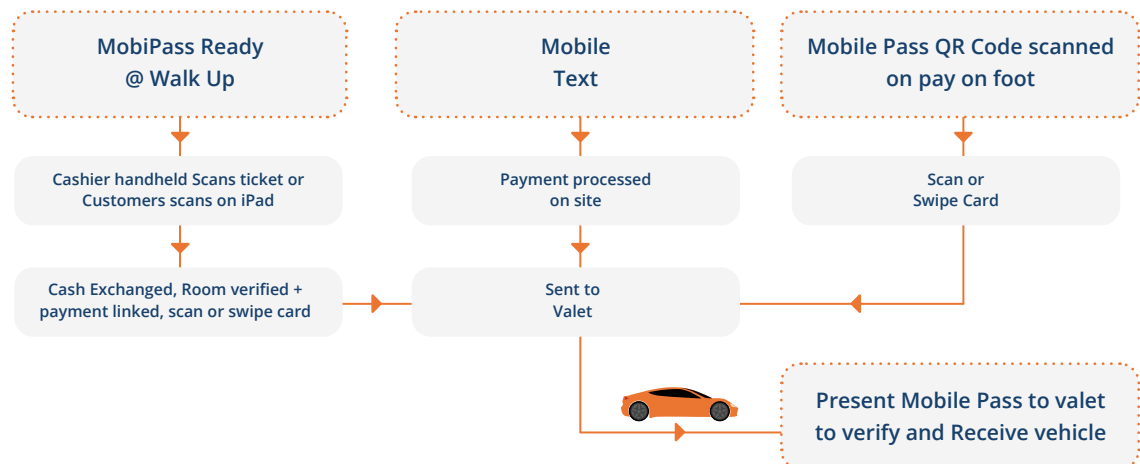 MobiPass Ready
@ Walk Up
Mobile
Text
Mobile Pass QR Code scanned
on pay on foot
Cashier handheld Scans ticket or
Customers scans on iPad
Payment processed
on site
Scan or
Swipe Card
Cash Exchanged, Room verified +
payment linked, scan or swipe card
Sent to
Valet
Present Mobile Pass to valet
to verify and Receive vehicle